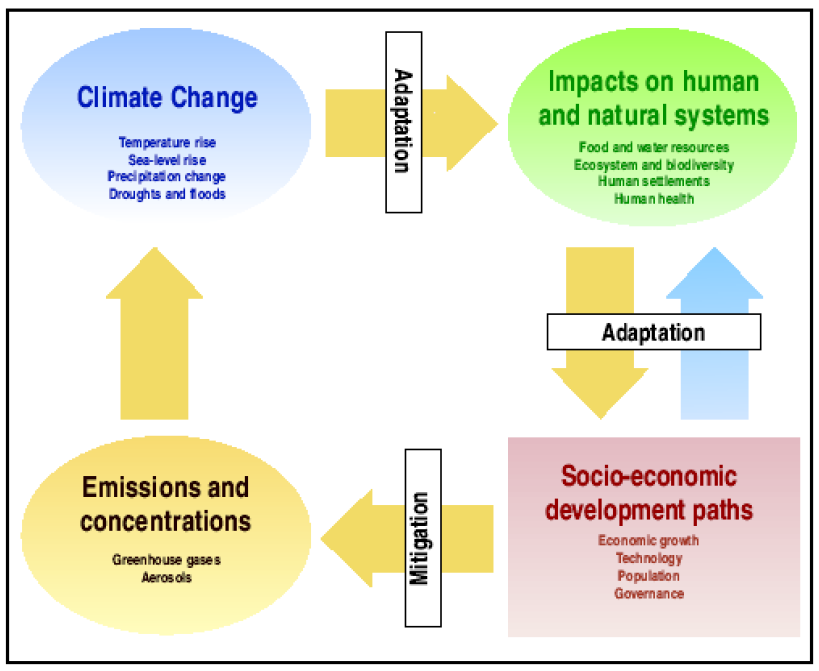 Climate Change
Temperature rise
Sea-level rise
Precipitation change
Droughts and floods
Adaptation
Impacts on human
and natural systems
Food and water resources
Ecosystem and biodiversity
Human settlements
Human health
Adaptation
Emissions and
concentrations
Greenhouse gases
Aerosols
Mitigation
Socio-economic
development paths
Economic growth
Technology
Population
Governance